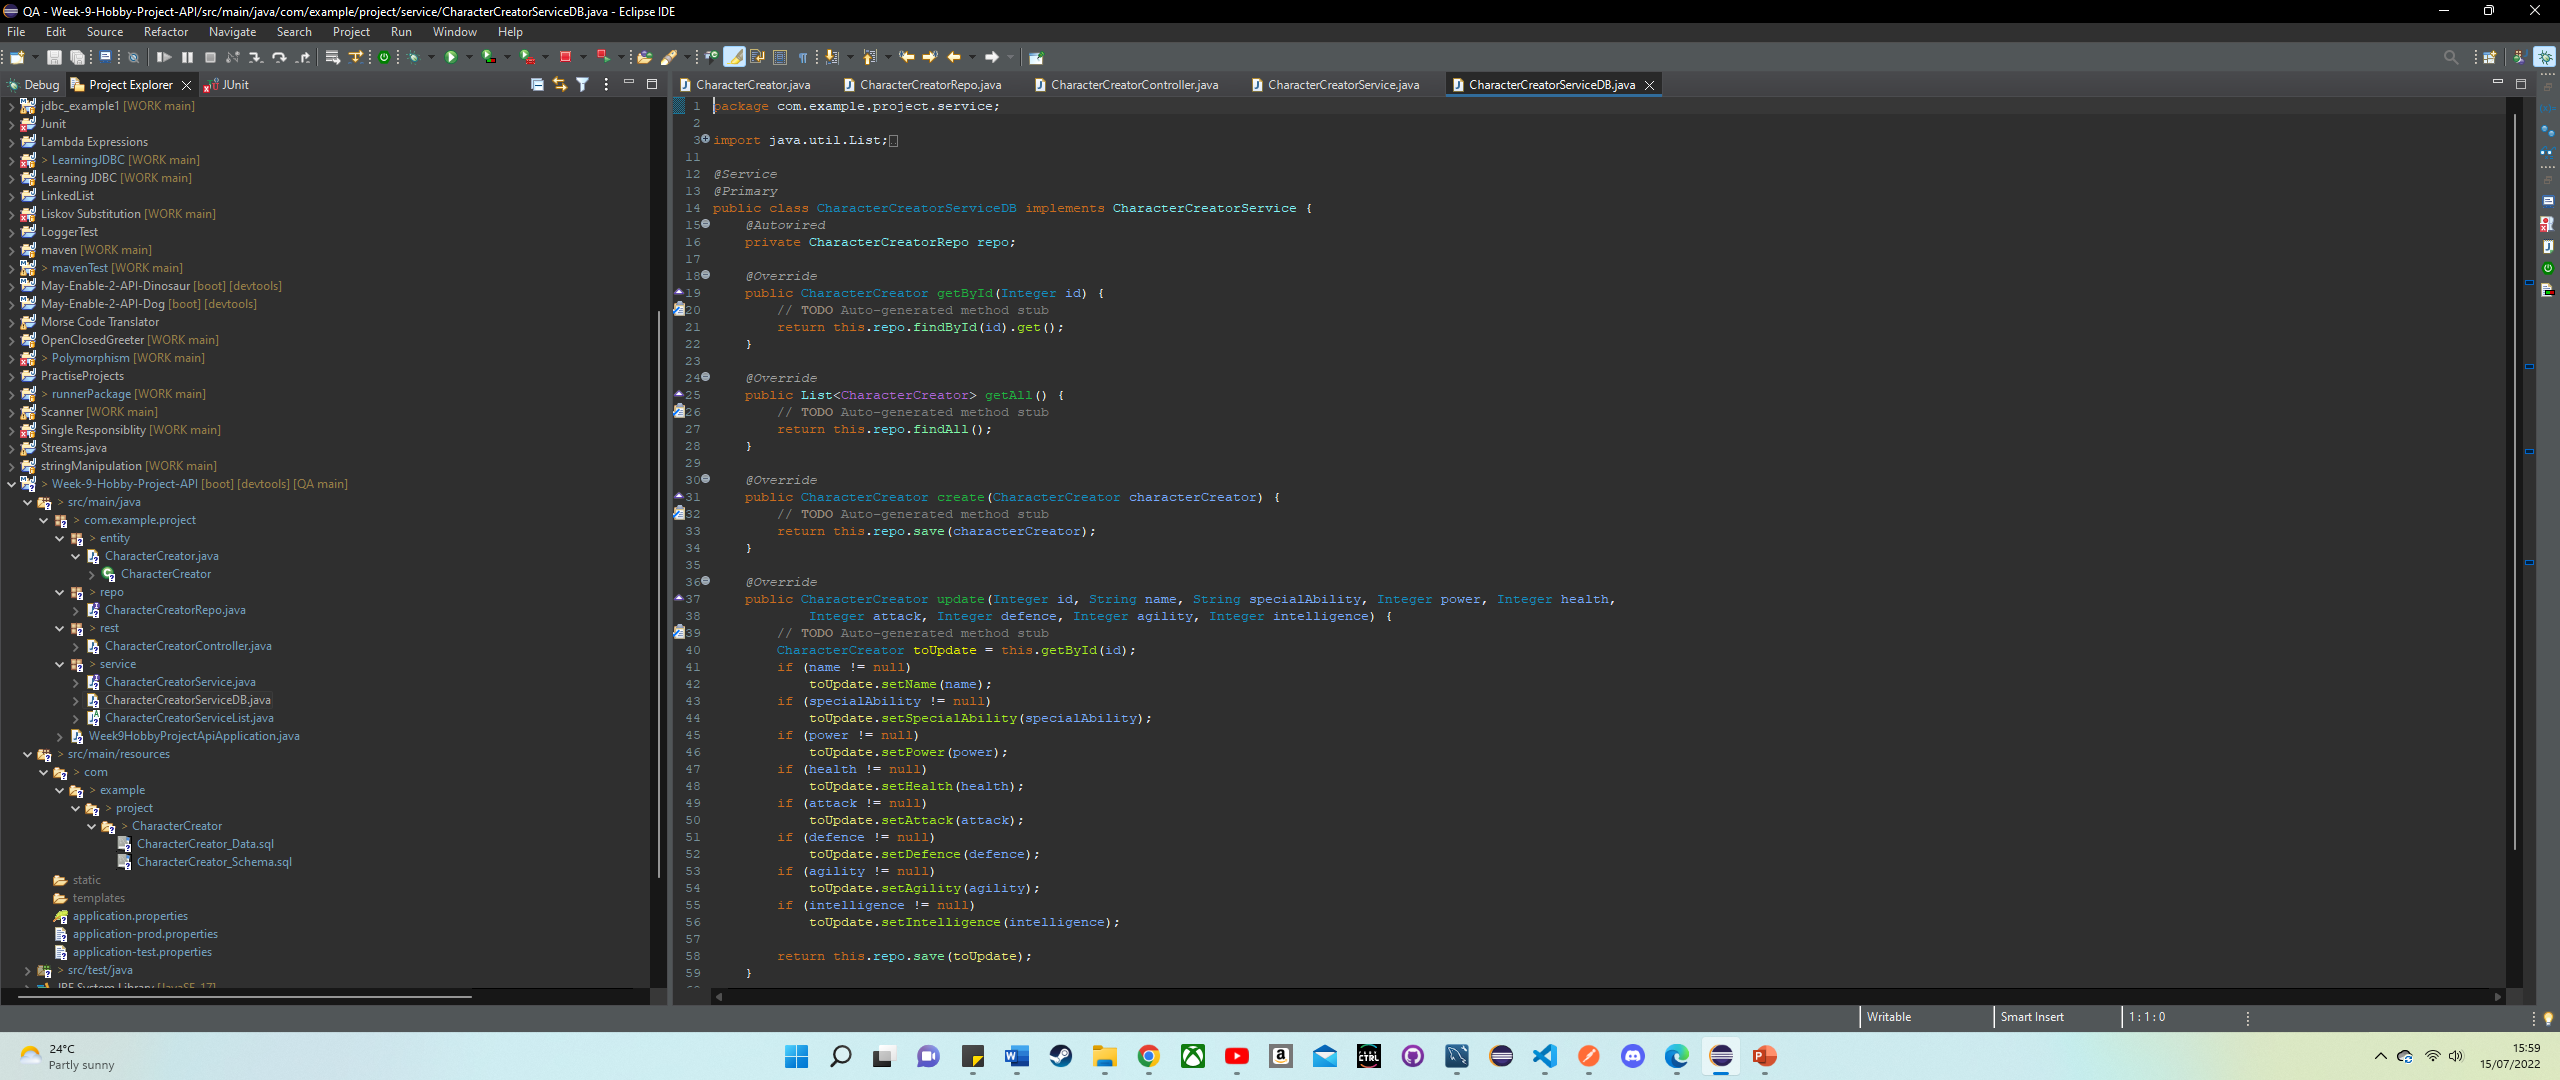 QA - Week-9-Hobby-Project-API/src/main/java/com/example/project/service/CharacterCreatorServiceDB.java - Eclipse IDE
File Edit Source Refactor Navigate Search Project Run Window Help
Debug Project Explorer JUnit
jdbc_example1 [WORK main]
Junit
Lambda Expressions
> LearningJDBC [WORK main]
Learning JDBC [WORK main]
LinkedList
Liskov Substitution [WORK main]
LoggerTest
maven [WORK main]
> mavenTest [WORK main]
May-Enable-2-API-Dinosaur [boot] [devtools]
May-Enable-2-API-Dog [boot] [devtools]
Morse Code Translator
OpenClosedGreeter [WORK main]
> Polymorphism [WORK main]
PractiseProjects
> runnerPackage [WORK main]
Scanner [WORK main]
Single Responsiblity [WORK main]
Streams.java
stringManipulation [WORK main]
> Week-9-Hobby-Project-API [boot] [devtools] [QA main]
> src/main/java
> com.example.project
> entity
CharacterCreator.java
CharacterCreator
> repo
CharacterCreatorRepo.java
> rest
CharacterCreatorController.java
> service
CharacterCreatorService.java
CharacterCreatorServiceDB.java
CharacterCreatorServiceList.java
Week9HobbyProjectApiApplication.java
> src/main/resources
> com
> example
> project
> CharacterCreator
CharacterCreator_Data.sql
CharacterCreator_Schema.sql
static
templates
application.properties
application-prod.properties
application-test.properties
> src/test/java
JRE System Library [JavaSE-17]
CharacterCreator.java CharacterCreatorRepo.java CharacterCreatorController.java CharacterCreatorService.java CharacterCreatorServiceDB.java
1 package com.example.project.service;
2
3 import java.util.List;
11
12 @Service
13 @Primary
14 public class CharacterCreatorServiceDB implements CharacterCreatorService {
15 @Autowired
16 private CharacterCreatorRepo repo;
17
18 @Override
19 public CharacterCreator getById(Integer id) {
20 // TODO Auto-generated method stub
21 return this.repo.findById(id).get();
22 }
23
24 @Override
25 public List<CharacterCreator> getAll() {
26 // TODO Auto-generated method stub
27 return this.repo.findAll();
28 }
29
30 @Override
31 public CharacterCreator create(CharacterCreator characterCreator) {
32 // TODO Auto-generated method stub
33 return this.repo.save(characterCreator);
34 }
35
36 @Override
37 public CharacterCreator update(Integer id, String name, String specialAbility, Integer power, Integer health,
38 Integer attack, Integer defence, Integer agility, Integer intelligence) {
39 // TODO Auto-generated method stub
40 CharacterCreator toUpdate = this.getById(id);
41 if (name != null)
42 toUpdate.setName(name);
43 if (specialAbility != null)
44 toUpdate.setSpecialAbility(specialAbility);
45 if (power != null)
46 toUpdate.setPower(power);
47 if (health != null)
48 toUpdate.setHealth(health);
49 if (attack != null)
50 toUpdate.setAttack(attack);
51 if (defence != null)
52 toUpdate.setDefence(defence);
53 if (agility != null)
54 toUpdate.setAgility(agility);
55 if (intelligence != null)
56 toUpdate.setIntelligence(intelligence);
57
58 return this.repo.save(toUpdate);
59 }
Writable Smart Insert 1 : 1 : 0
24°C
Partly sunny
15:59
15/07/2022